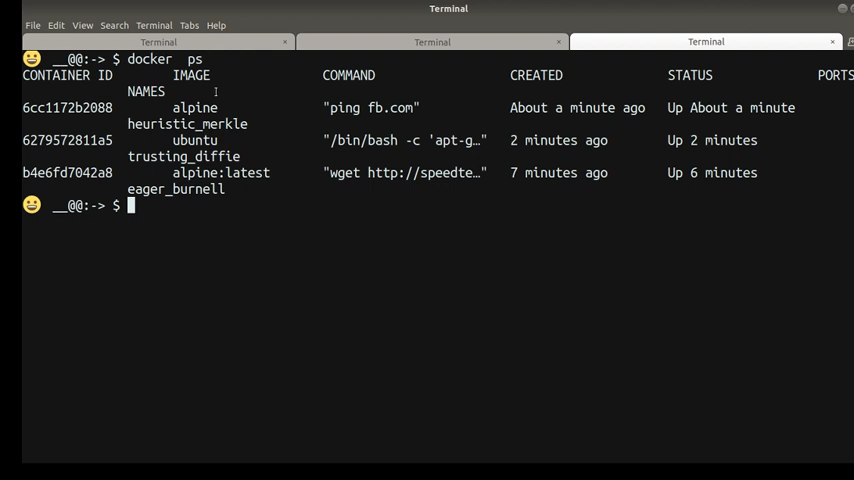 Terminal
File Edit View Search Terminal Tabs Help
Terminal × Terminal × Terminal ×
__@@:-> $ docker  ps
CONTAINER ID IMAGE COMMAND CREATED STATUS PORTS
NAMES
6cc1172b2088 alpine "ping fb.com" About a minute ago Up About a minute
heuristic_merkle
6279572811a5 ubuntu "/bin/bash -c 'apt-g…" 2 minutes ago Up 2 minutes
trusting_diffie
b4e6fd7042a8 alpine:latest "wget http://speedte…" 7 minutes ago Up 6 minutes
eager_burnell
__@@:-> $